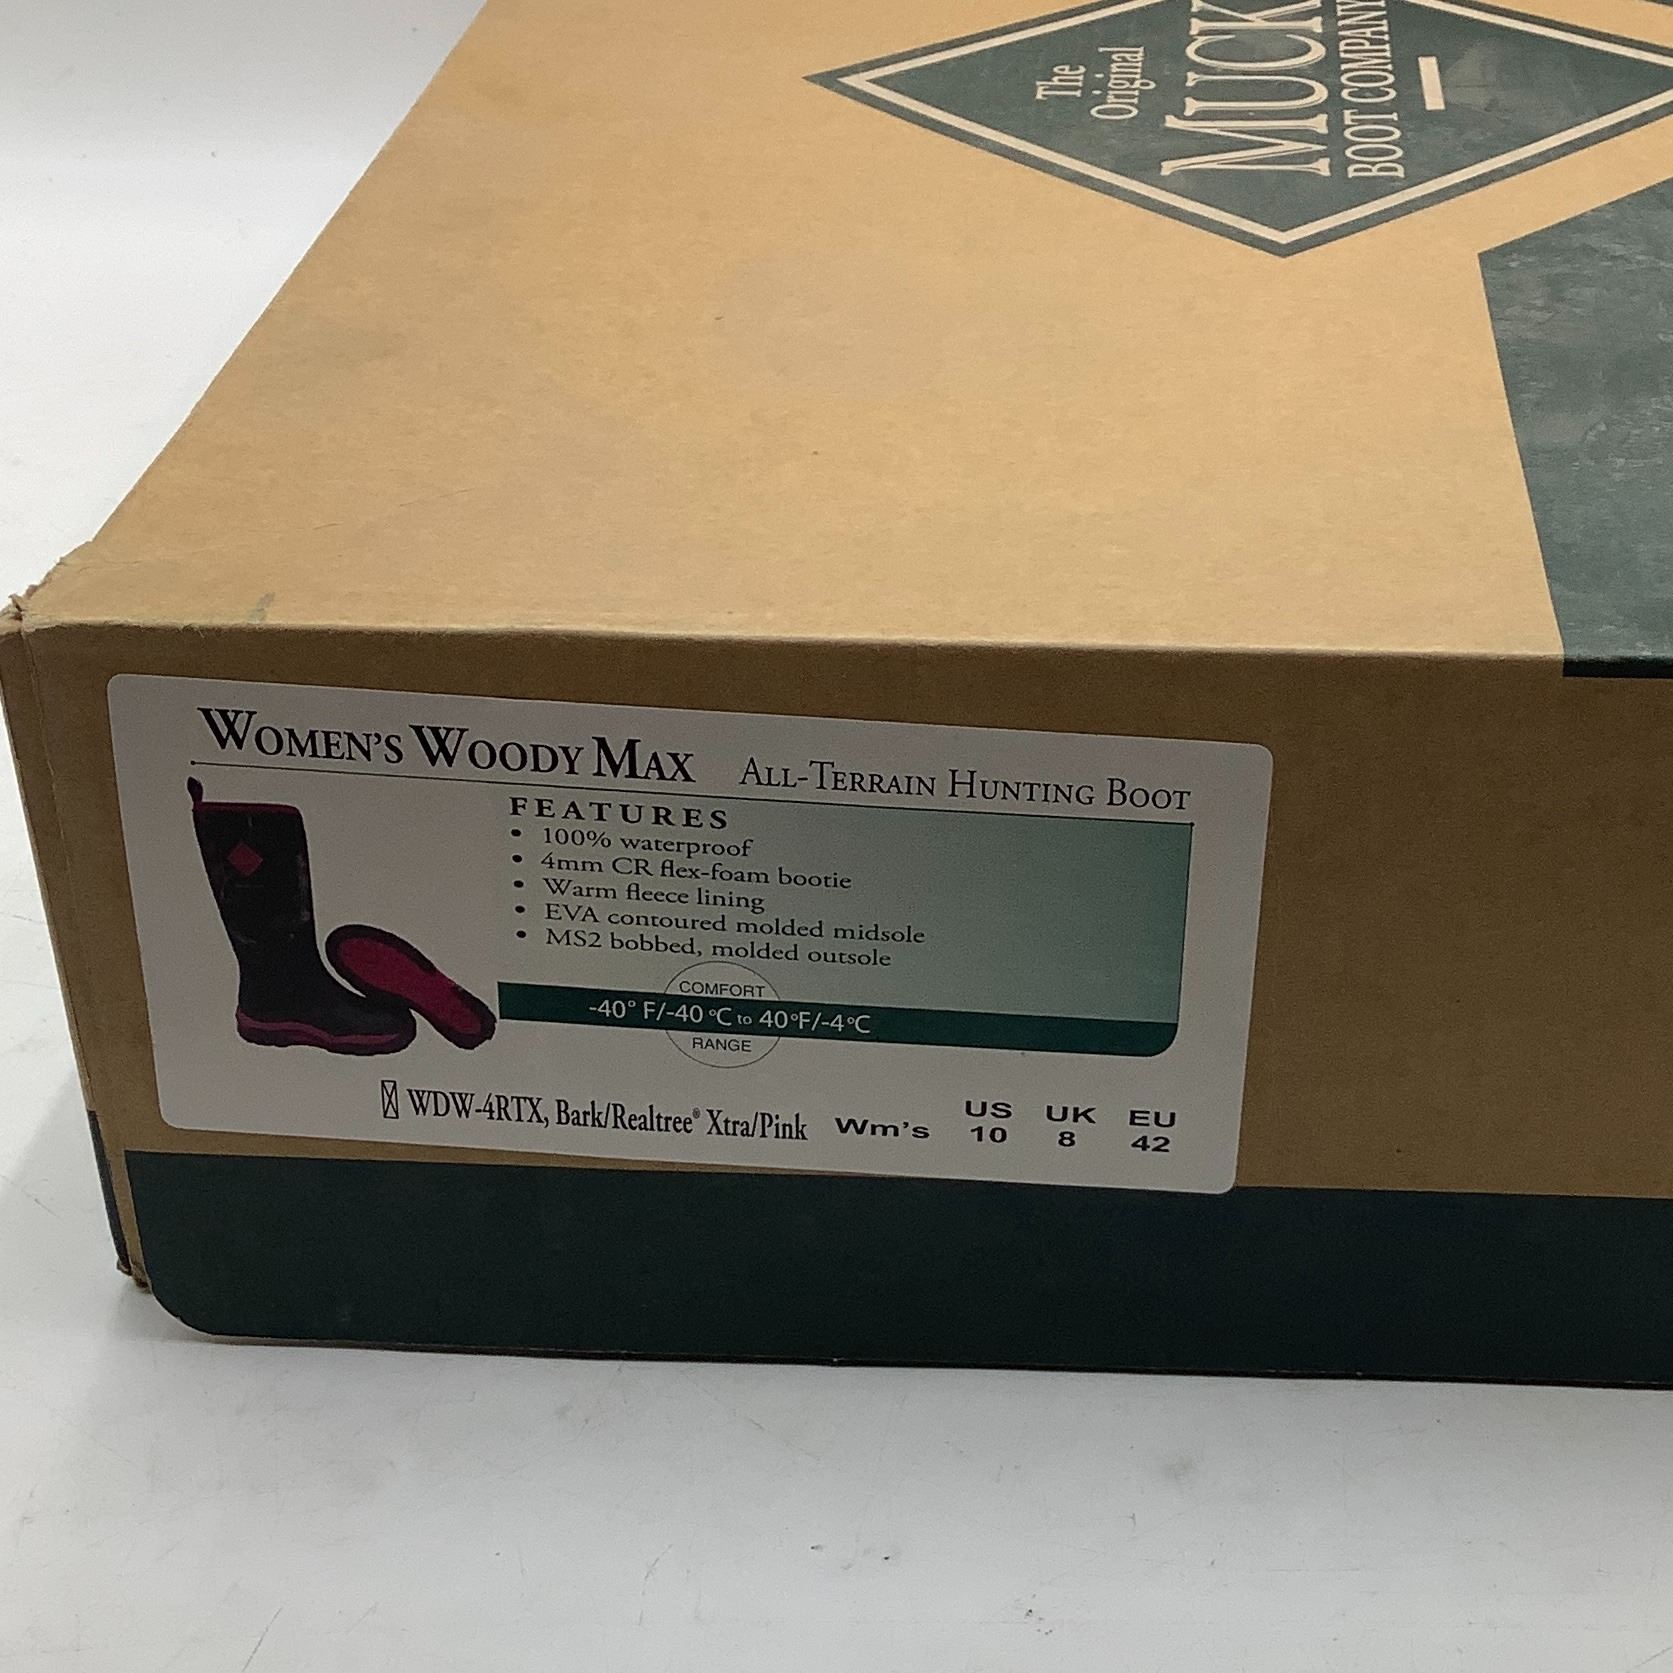 The
Original
MUCK
BOOT COMPANY
WOMEN'S WOODY MAX ALL-TERRAIN HUNTING BOOT
FEATURES
• 100% waterproof
• 4mm CR flex-foam bootie
• Warm fleece lining
• EVA contoured molded midsole
• MS2 bobbed, molded outsole
COMFORT
-40° F/-40 °C to 40°F/-4°C
RANGE
WDW-4RTX, Bark/Realtree® Xtra/Pink Wm's
US UK EU
10 8 42